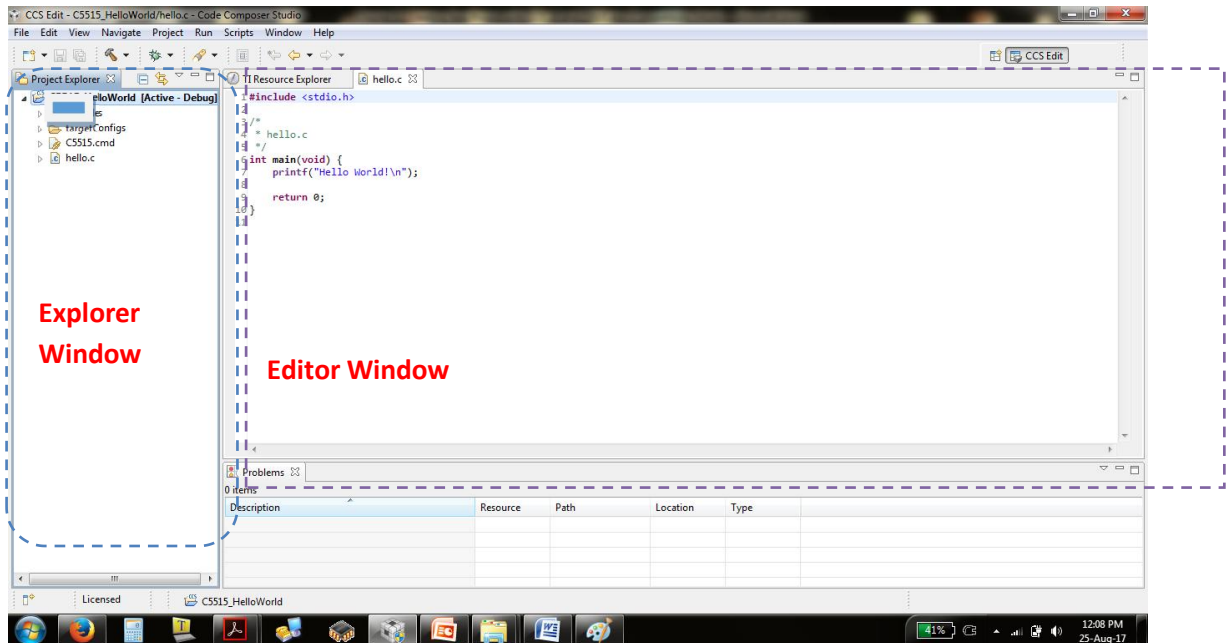 CCS Edit - C5515_HelloWorld/hello.c - Code Composer Studio
File Edit View Navigate Project Run Scripts Window Help
CCS Edit
Project Explorer
TI Resource Explorer
hello.c
elloWorld [Active - Debug]
es
targetConfigs
C5515.cmd
hello.c
1 #include <stdio.h>
2
3 /*
4 * hello.c
5 */
6 int main(void) {
7 printf("Hello World!\n");
8
9 return 0;
10 }
11
Explorer
Window
Editor Window
Problems
0 items
Description Resource Path Location Type
Licensed
C5515_HelloWorld
41%
12:08 PM
25-Aug-17